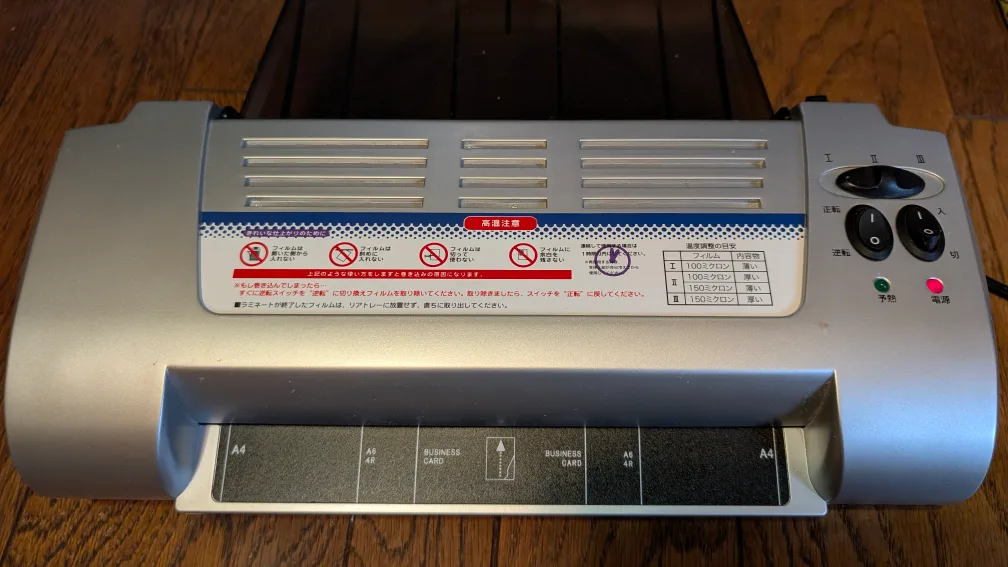 Ⅰ Ⅱ Ⅲ
正転 入
逆転 切
予熱 電源
高温注意
きれいな仕上がりのために
フィルムは
開いた側から
入れない
フィルムは
斜めに
入れない
フィルムは
切って
使わない
フィルムに
余白を
残さない
上記のような使い方をしますと巻き込みの原因になります。
※もし巻き込んでしまったら…
すぐに逆転スイッチを“逆転”に切り換えフィルムを取り除いてください。取り除きましたら、スイッチを“正転”に戻してください。
■ラミネートが終了したフィルムは、リアトレーに放置せず、直ちに取り出してください。
連続して使用する場合は
温度調整の目安
フィルム 内容物
Ⅰ 100ミクロン 薄い
Ⅱ 100ミクロン 厚い
150ミクロン 薄い
Ⅲ 150ミクロン 厚い
A4 A6 4R BUSINESS CARD BUSINESS CARD A6 4R A4